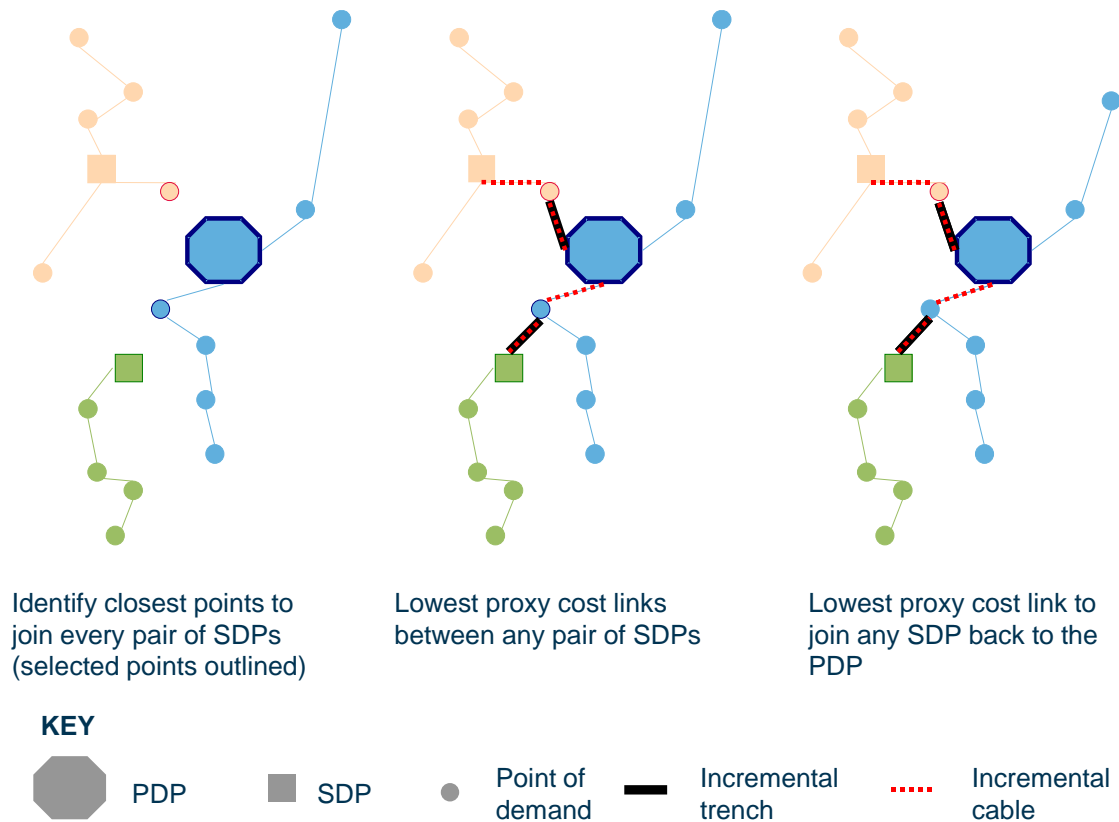 Identify closest points to
join every pair of SDPs
(selected points outlined)
Lowest proxy cost links
between any pair of SDPs
Lowest proxy cost link to
join any SDP back to the
PDP
KEY
PDP
SDP
Point of
demand
Incremental
trench
Incremental
cable